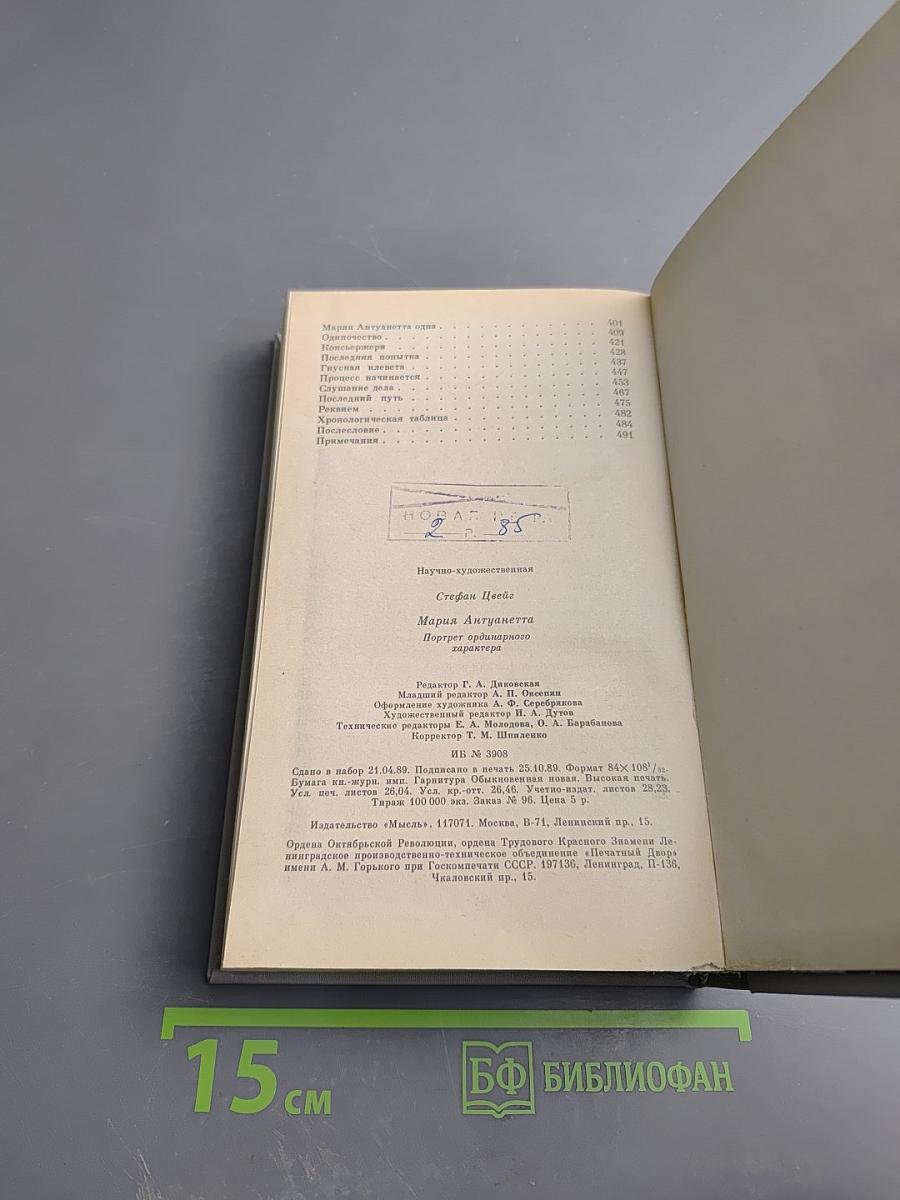 Мария Антуанетта одна . . . . . . . . . . . . . 401
Одиночество . . . . . . . . . . . . . . . . 409
Консьержери . . . . . . . . . . . . . . . . 421
Последняя попытка . . . . . . . . . . . . . . 428
Гнусная клевета . . . . . . . . . . . . . . . 437
Процесс начинается . . . . . . . . . . . . . . 447
Слушание дела . . . . . . . . . . . . . . . 453
Последний путь . . . . . . . . . . . . . . . 467
Реквием . . . . . . . . . . . . . . . . . 475
Хронологическая таблица . . . . . . . . . . . . 482
Послесловие . . . . . . . . . . . . . . . . 484
Примечания . . . . . . . . . . . . . . . . 491
НОВАЯ
2 Р. 85
Научно-художественная
Стефан Цвейг
Мария Антуанетта
Портрет ординарного
характера
Редактор Г. А. Диковская
Младший редактор А. П. Овсепян
Оформление художника А. Ф. Серебрякова
Художественный редактор И. А. Дутов
Технические редакторы Е. А. Молодова, О. А. Барабанова
Корректор Т. М. Шпиленко
ИБ № 3908
Сдано в набор 21.04.89. Подписано в печать 25.10.89. Формат 84×108¹/₃₂.
Бумага кн.-журн. имп. Гарнитура Обыкновенная новая. Высокая печать.
Усл. печ. листов 26,04. Усл. кр.-отт. 26,46. Учетно-издат. листов 28,23.
Тираж 100 000 экз. Заказ № 96. Цена 5 р.
Издательство «Мысль». 117071. Москва, В-71, Ленинский пр., 15.
Ордена Октябрьской Революции, ордена Трудового Красного Знамени Ле-
нинградское производственно-техническое объединение «Печатный Двор»
имени А. М. Горького при Госкомпечати СССР. 197136, Ленинград, П-136,
Чкаловский пр., 15.
15 см
БФ БИБЛИОФАН